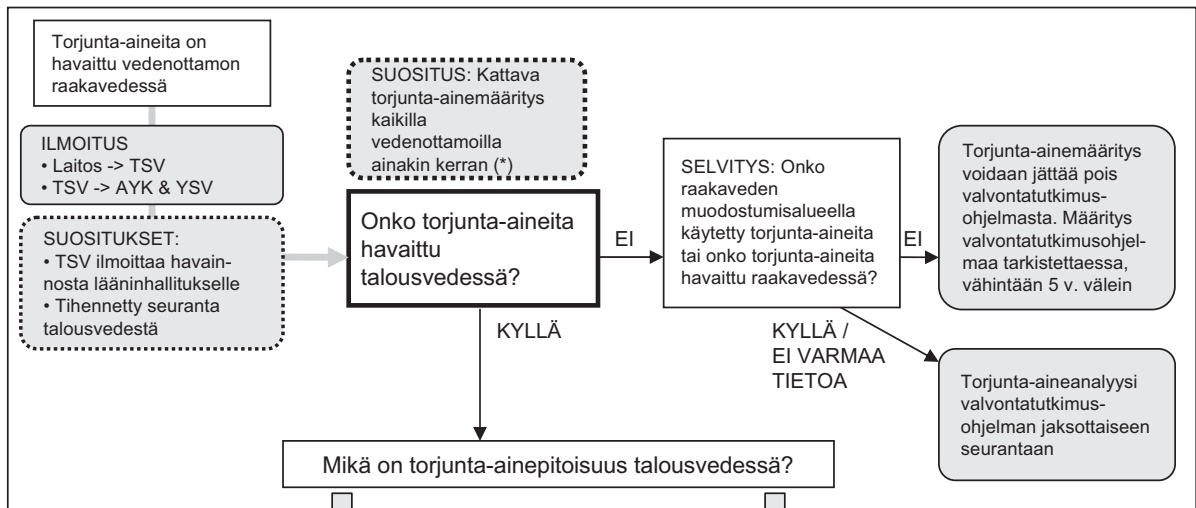 Torjunta-aineita on
havaittu vedenottamon
raakavedessä
ILMOITUS
• Laitos -> TSV
• TSV -> AYK & YSV
SUOSITUKSET:
• TSV ilmoittaa havain-
nosta lääninhallitukselle
• Tihennetty seuranta
talousvedestä
SUOSITUS: Kattava
torjunta-ainemääritys
kaikilla
vedenottamoilla
ainakin kerran (*)
Onko torjunta-aineita
havaittu
talousvedessä?
EI
KYLLÄ
SELVITYS: Onko
raakaveden
muodostumisalueella
käytetty torjunta-aineita
tai onko torjunta-aineita
havaittu raakavedessä?
EI
KYLLÄ /
EI VARMAA
TIETOA
Torjunta-ainemääritys
voidaan jättää pois
valvontatutkimus-
ohjelmasta. Määritys
valvontatutkimusohjel-
maa tarkistettaessa,
vähintään 5 v. välein
Torjunta-aineanalyysi
valvontatutkimus-
ohjelman jaksottaiseen
seurantaan
Mikä on torjunta-ainepitoisuus talousvedessä?